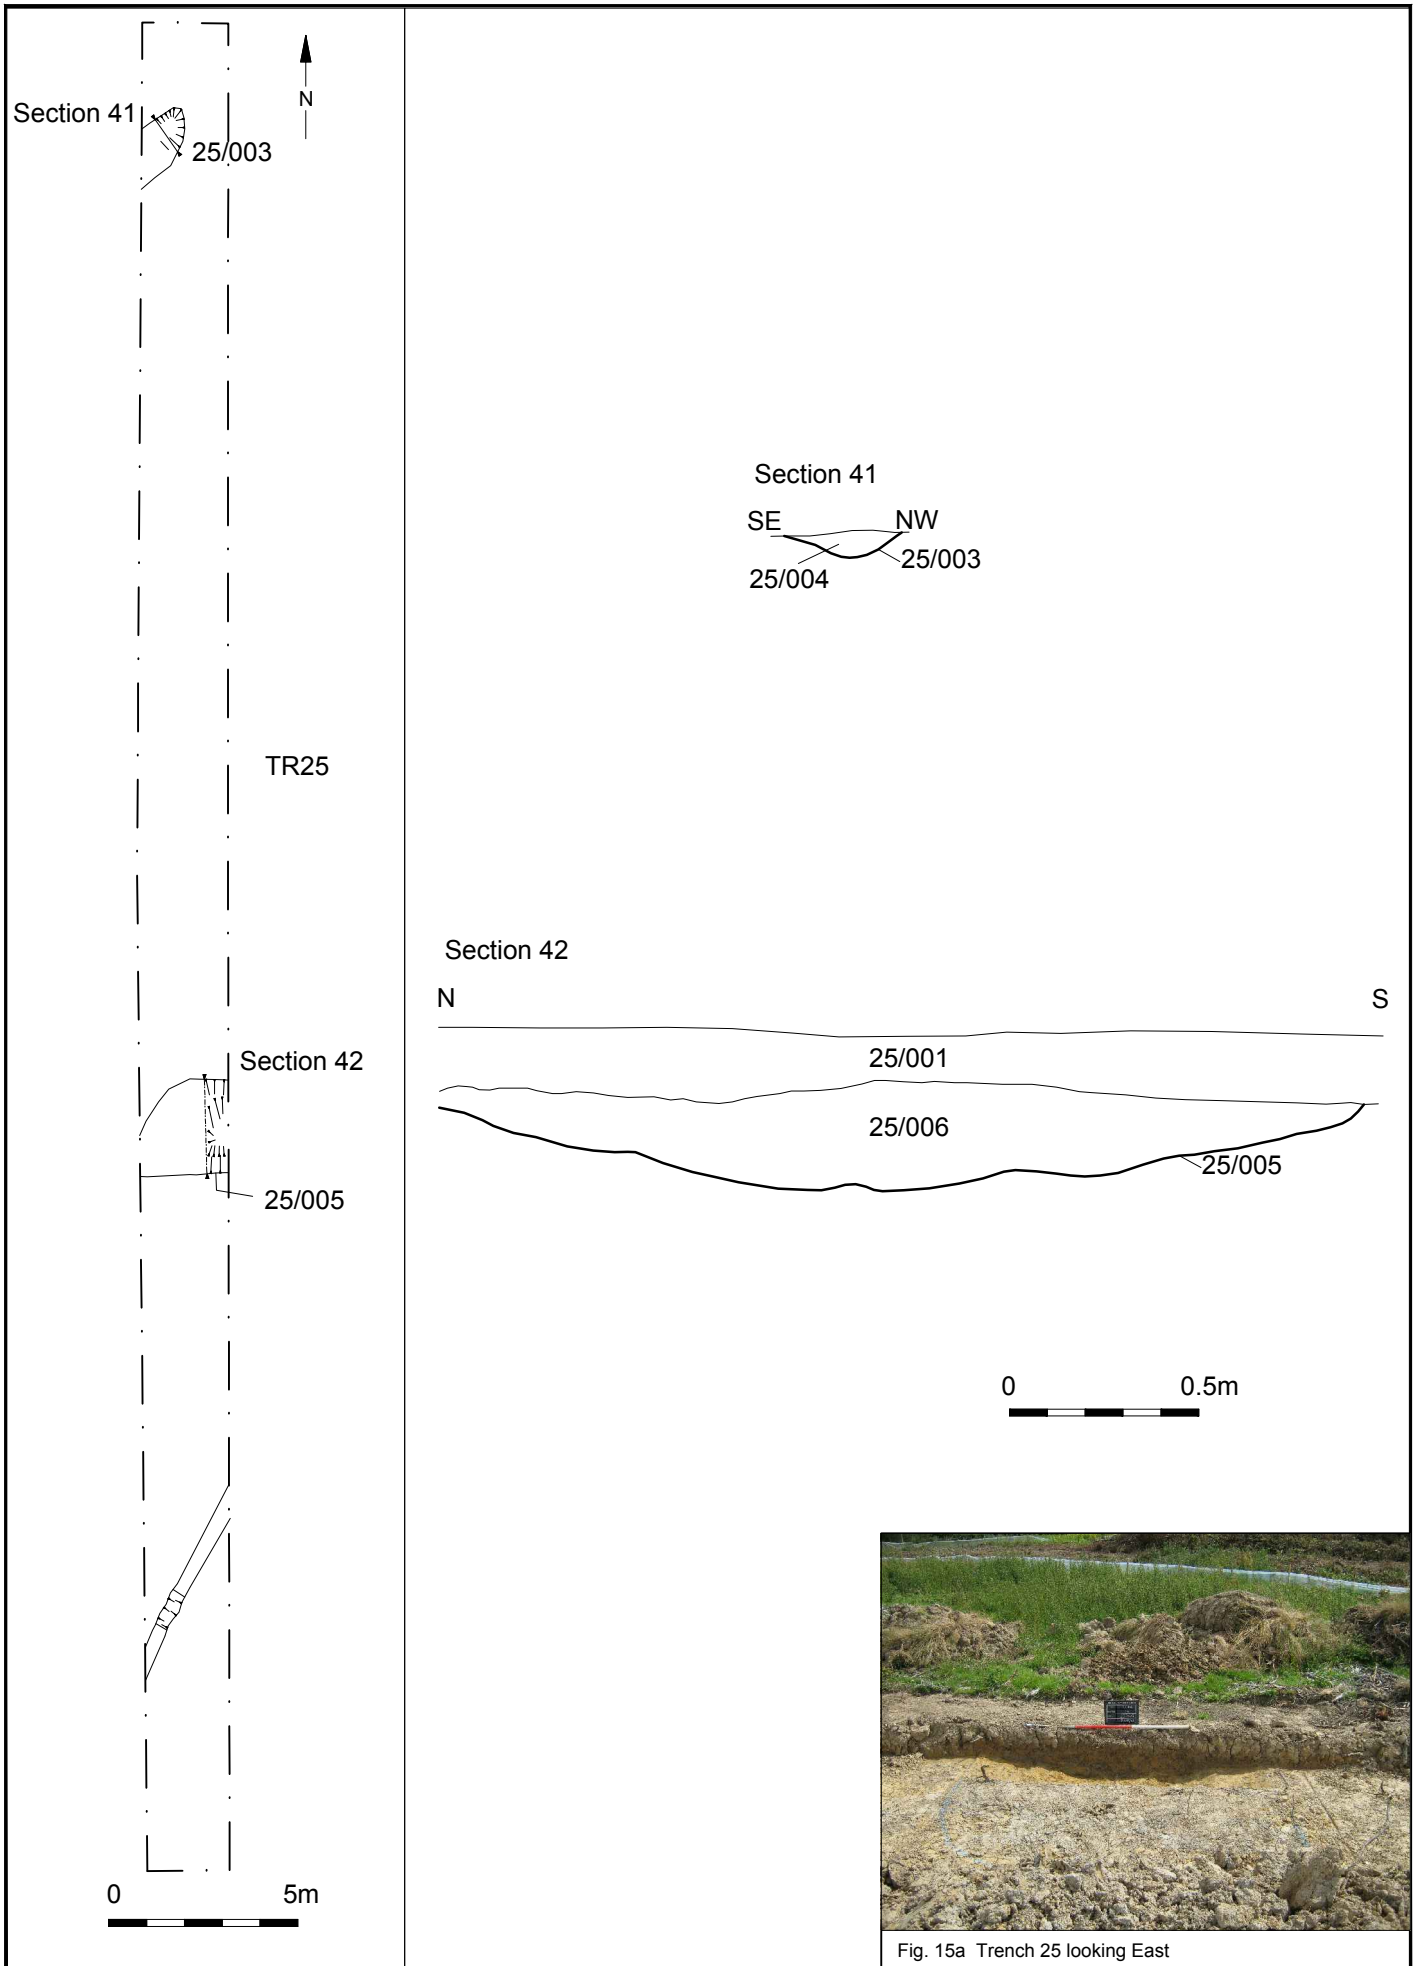 Section 41
N
25/003
TR25
Section 42
25/005
0 5m
Section 41
SE NW
25/003
25/004
Section 42
N S
25/001
25/006
25/005
0 0.5m
Fig. 15a Trench 25 looking East